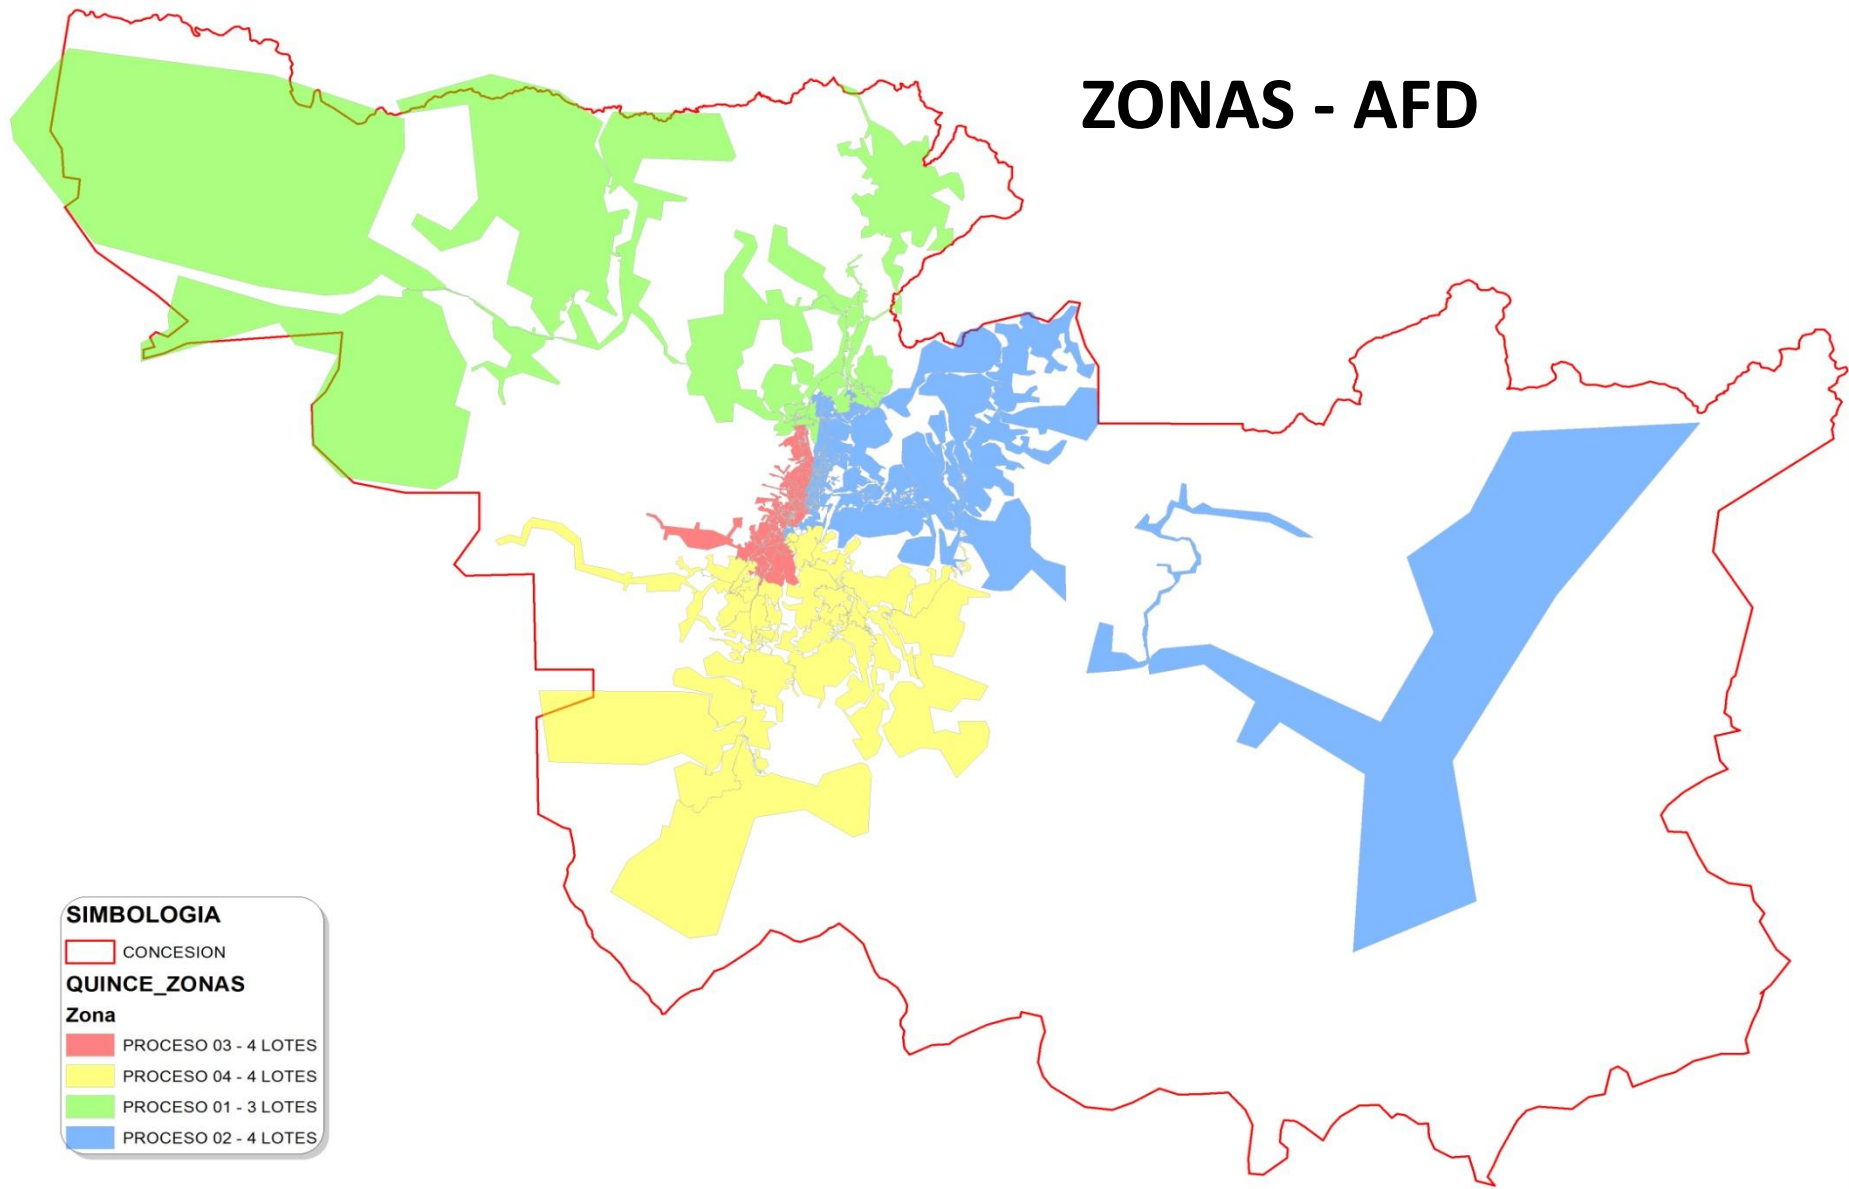 ZONAS - AFD
SIMBOLOGIA
CONCESION
QUINCE_ZONAS
Zona
PROCESO 03 - 4 LOTES
PROCESO 04 - 4 LOTES
PROCESO 01 - 3 LOTES
PROCESO 02 - 4 LOTES